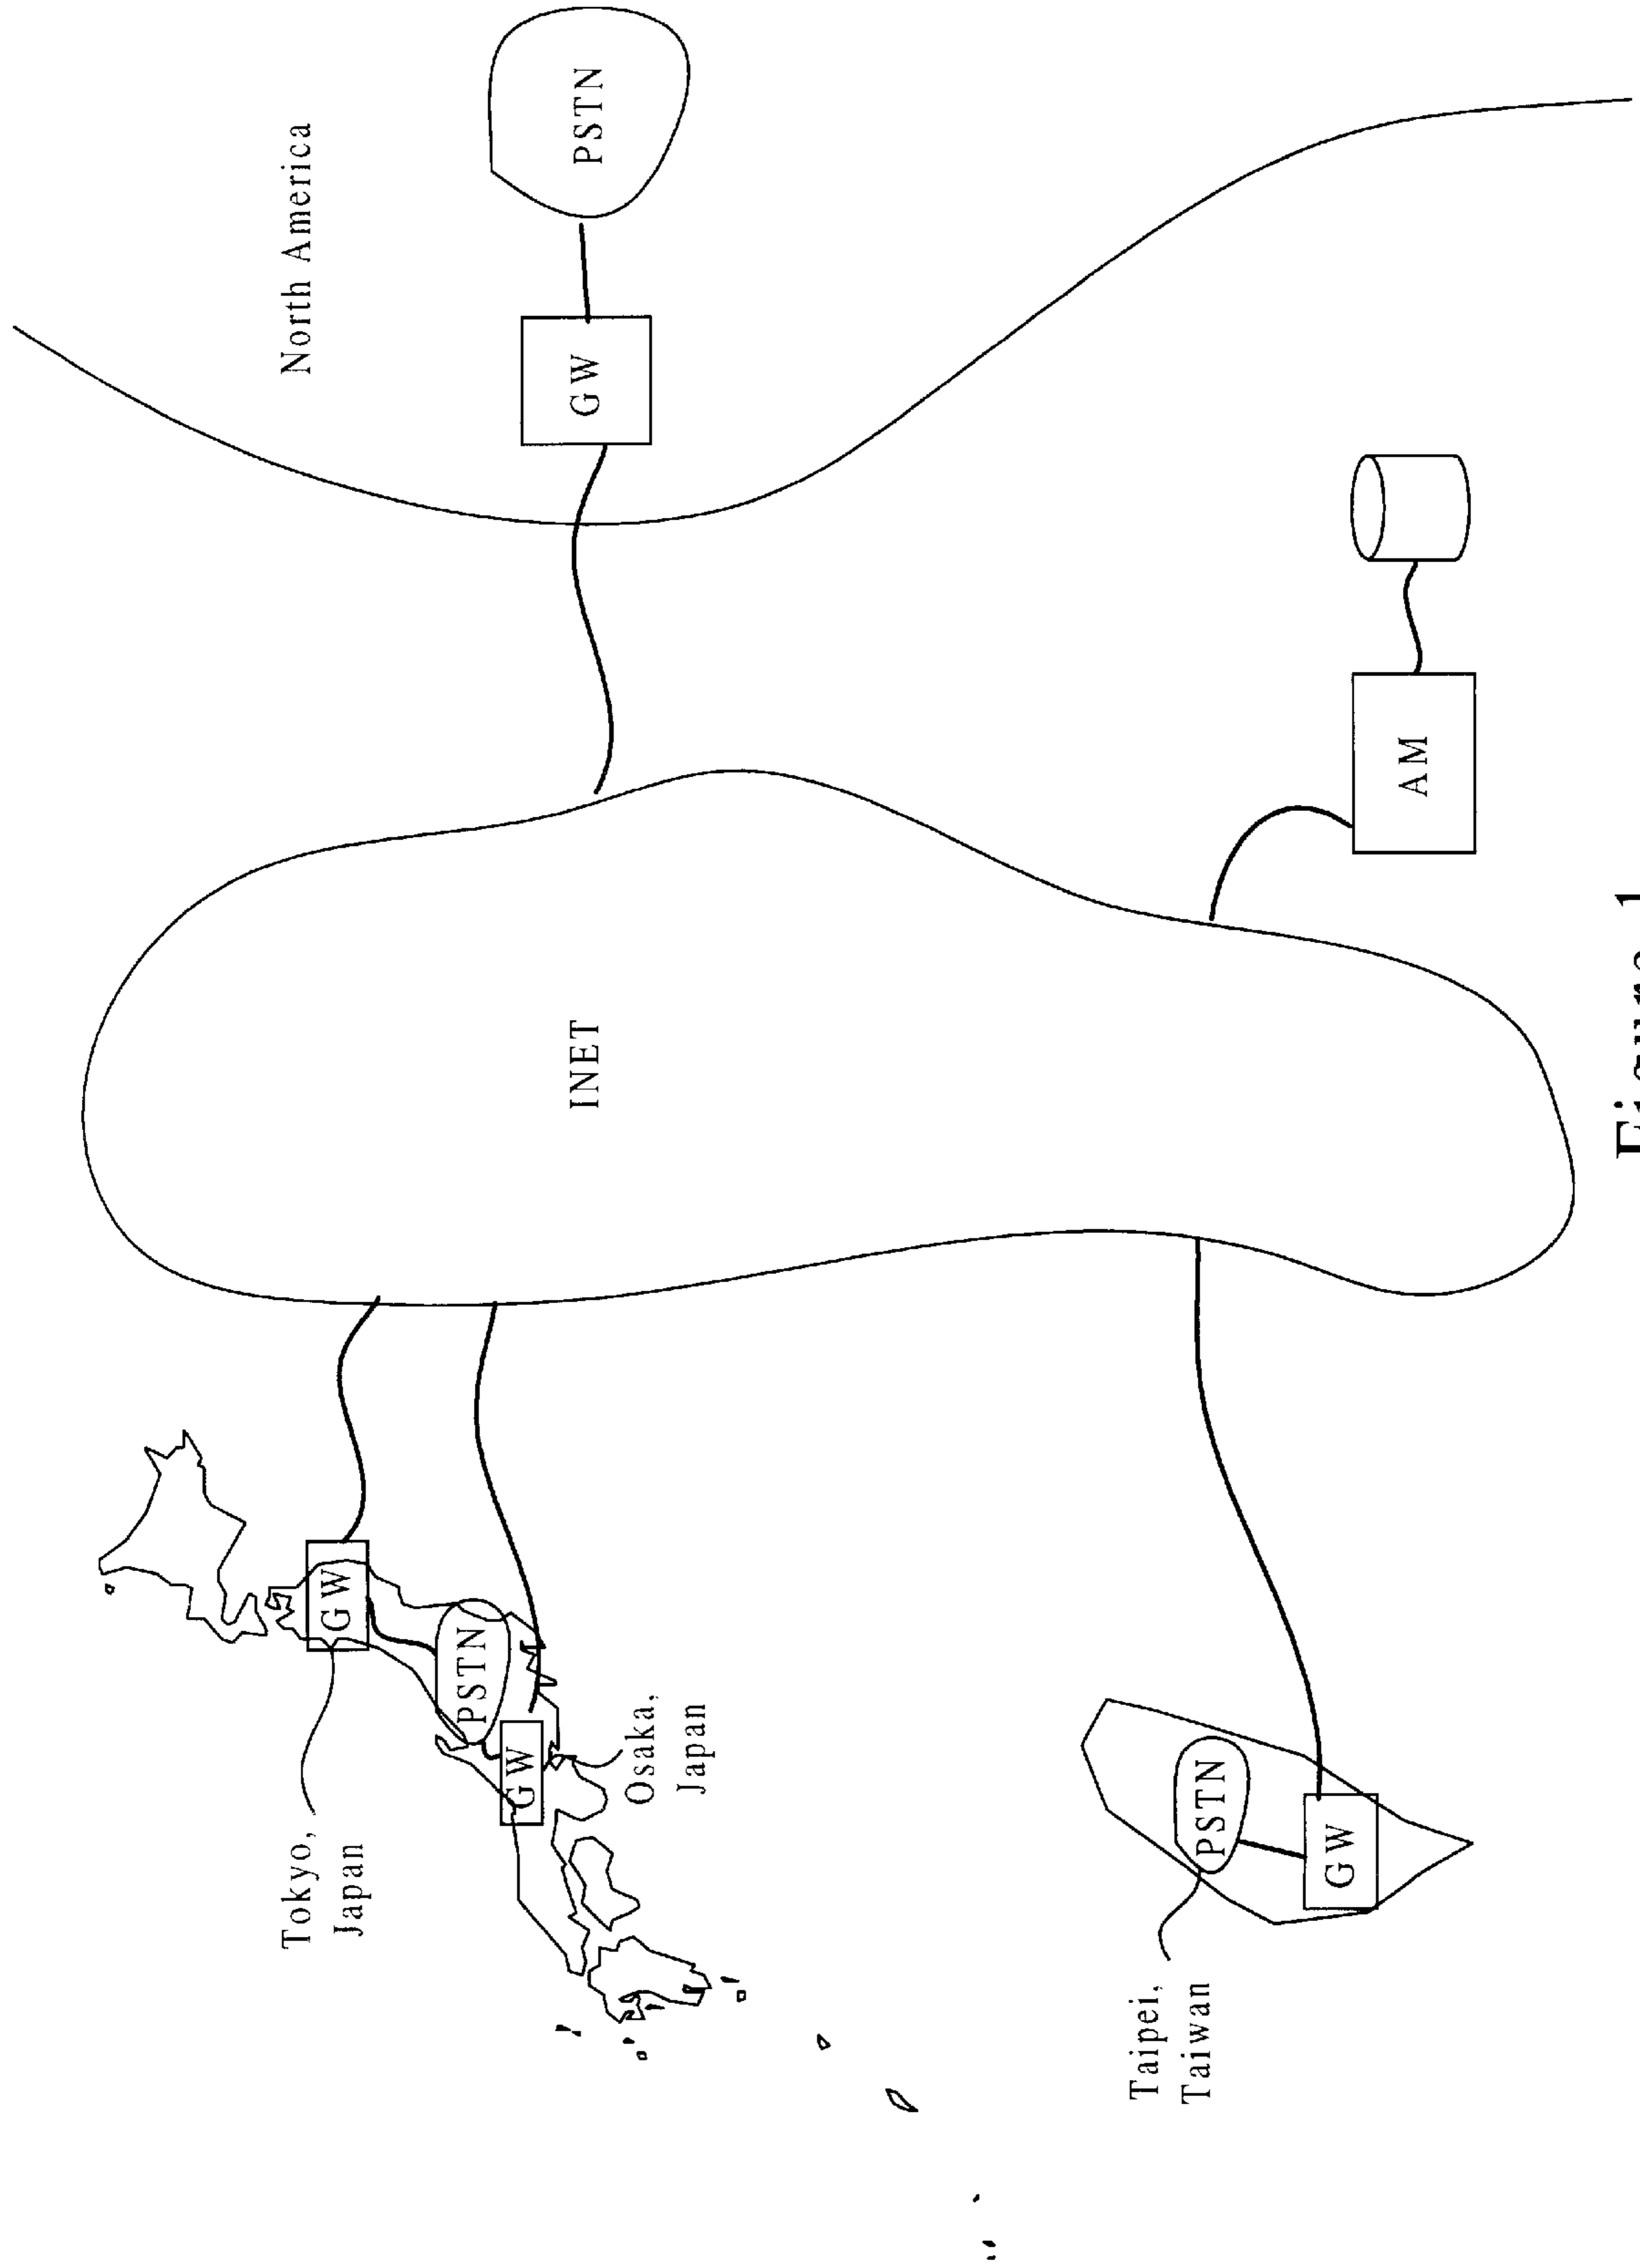 North America
PSTN
GW
INET
AM
Tokyo,
Japan
GW
PSTN
GW
Osaka,
Japan
Taipei,
Taiwan
PSTN
GW
Figure 1